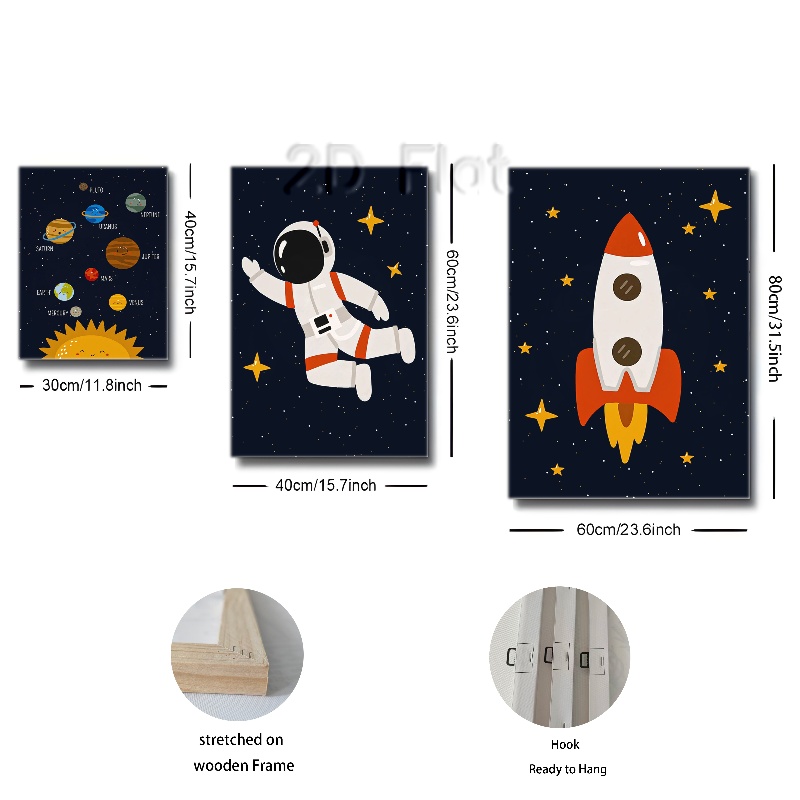 2D Flat
PLUTO
NEPTUNE
URANUS
SATURN
JUPITER
MARS
EARTH
VENUS
MERCURY
40cm/15.7inch
30cm/11.8inch
60cm/23.6inch
40cm/15.7inch
80cm/31.5inch
60cm/23.6inch
stretched on
wooden Frame
Hook
Ready to Hang